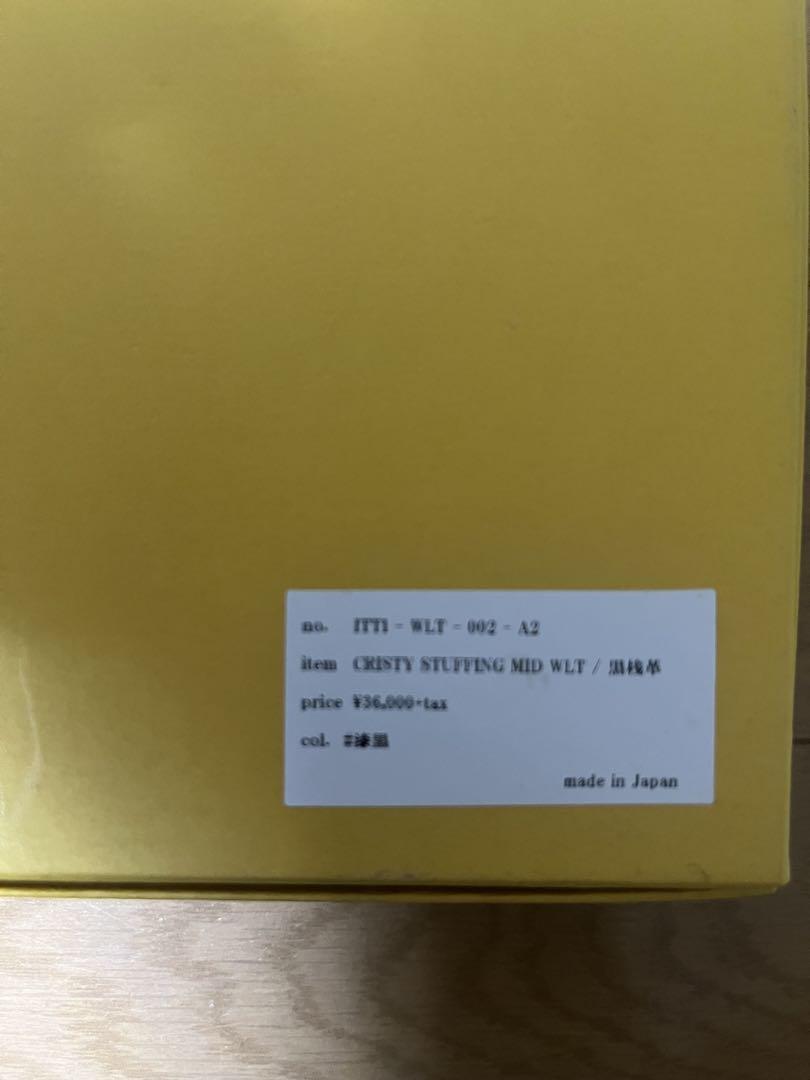 no. ITTI - WLT - 002 - A2
item CRISTY STUFFING MID WLT / 黒桟革
price ¥36,000+tax
col. #漆黒
made in Japan